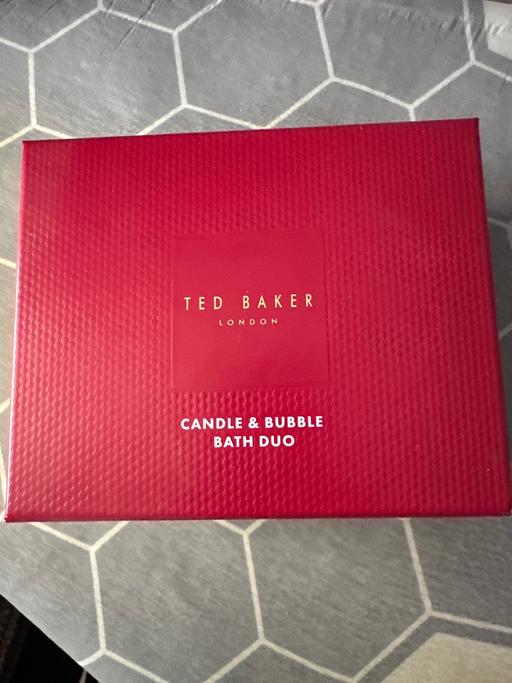 TED BAKER
LONDON
CANDLE & BUBBLE
BATH DUO